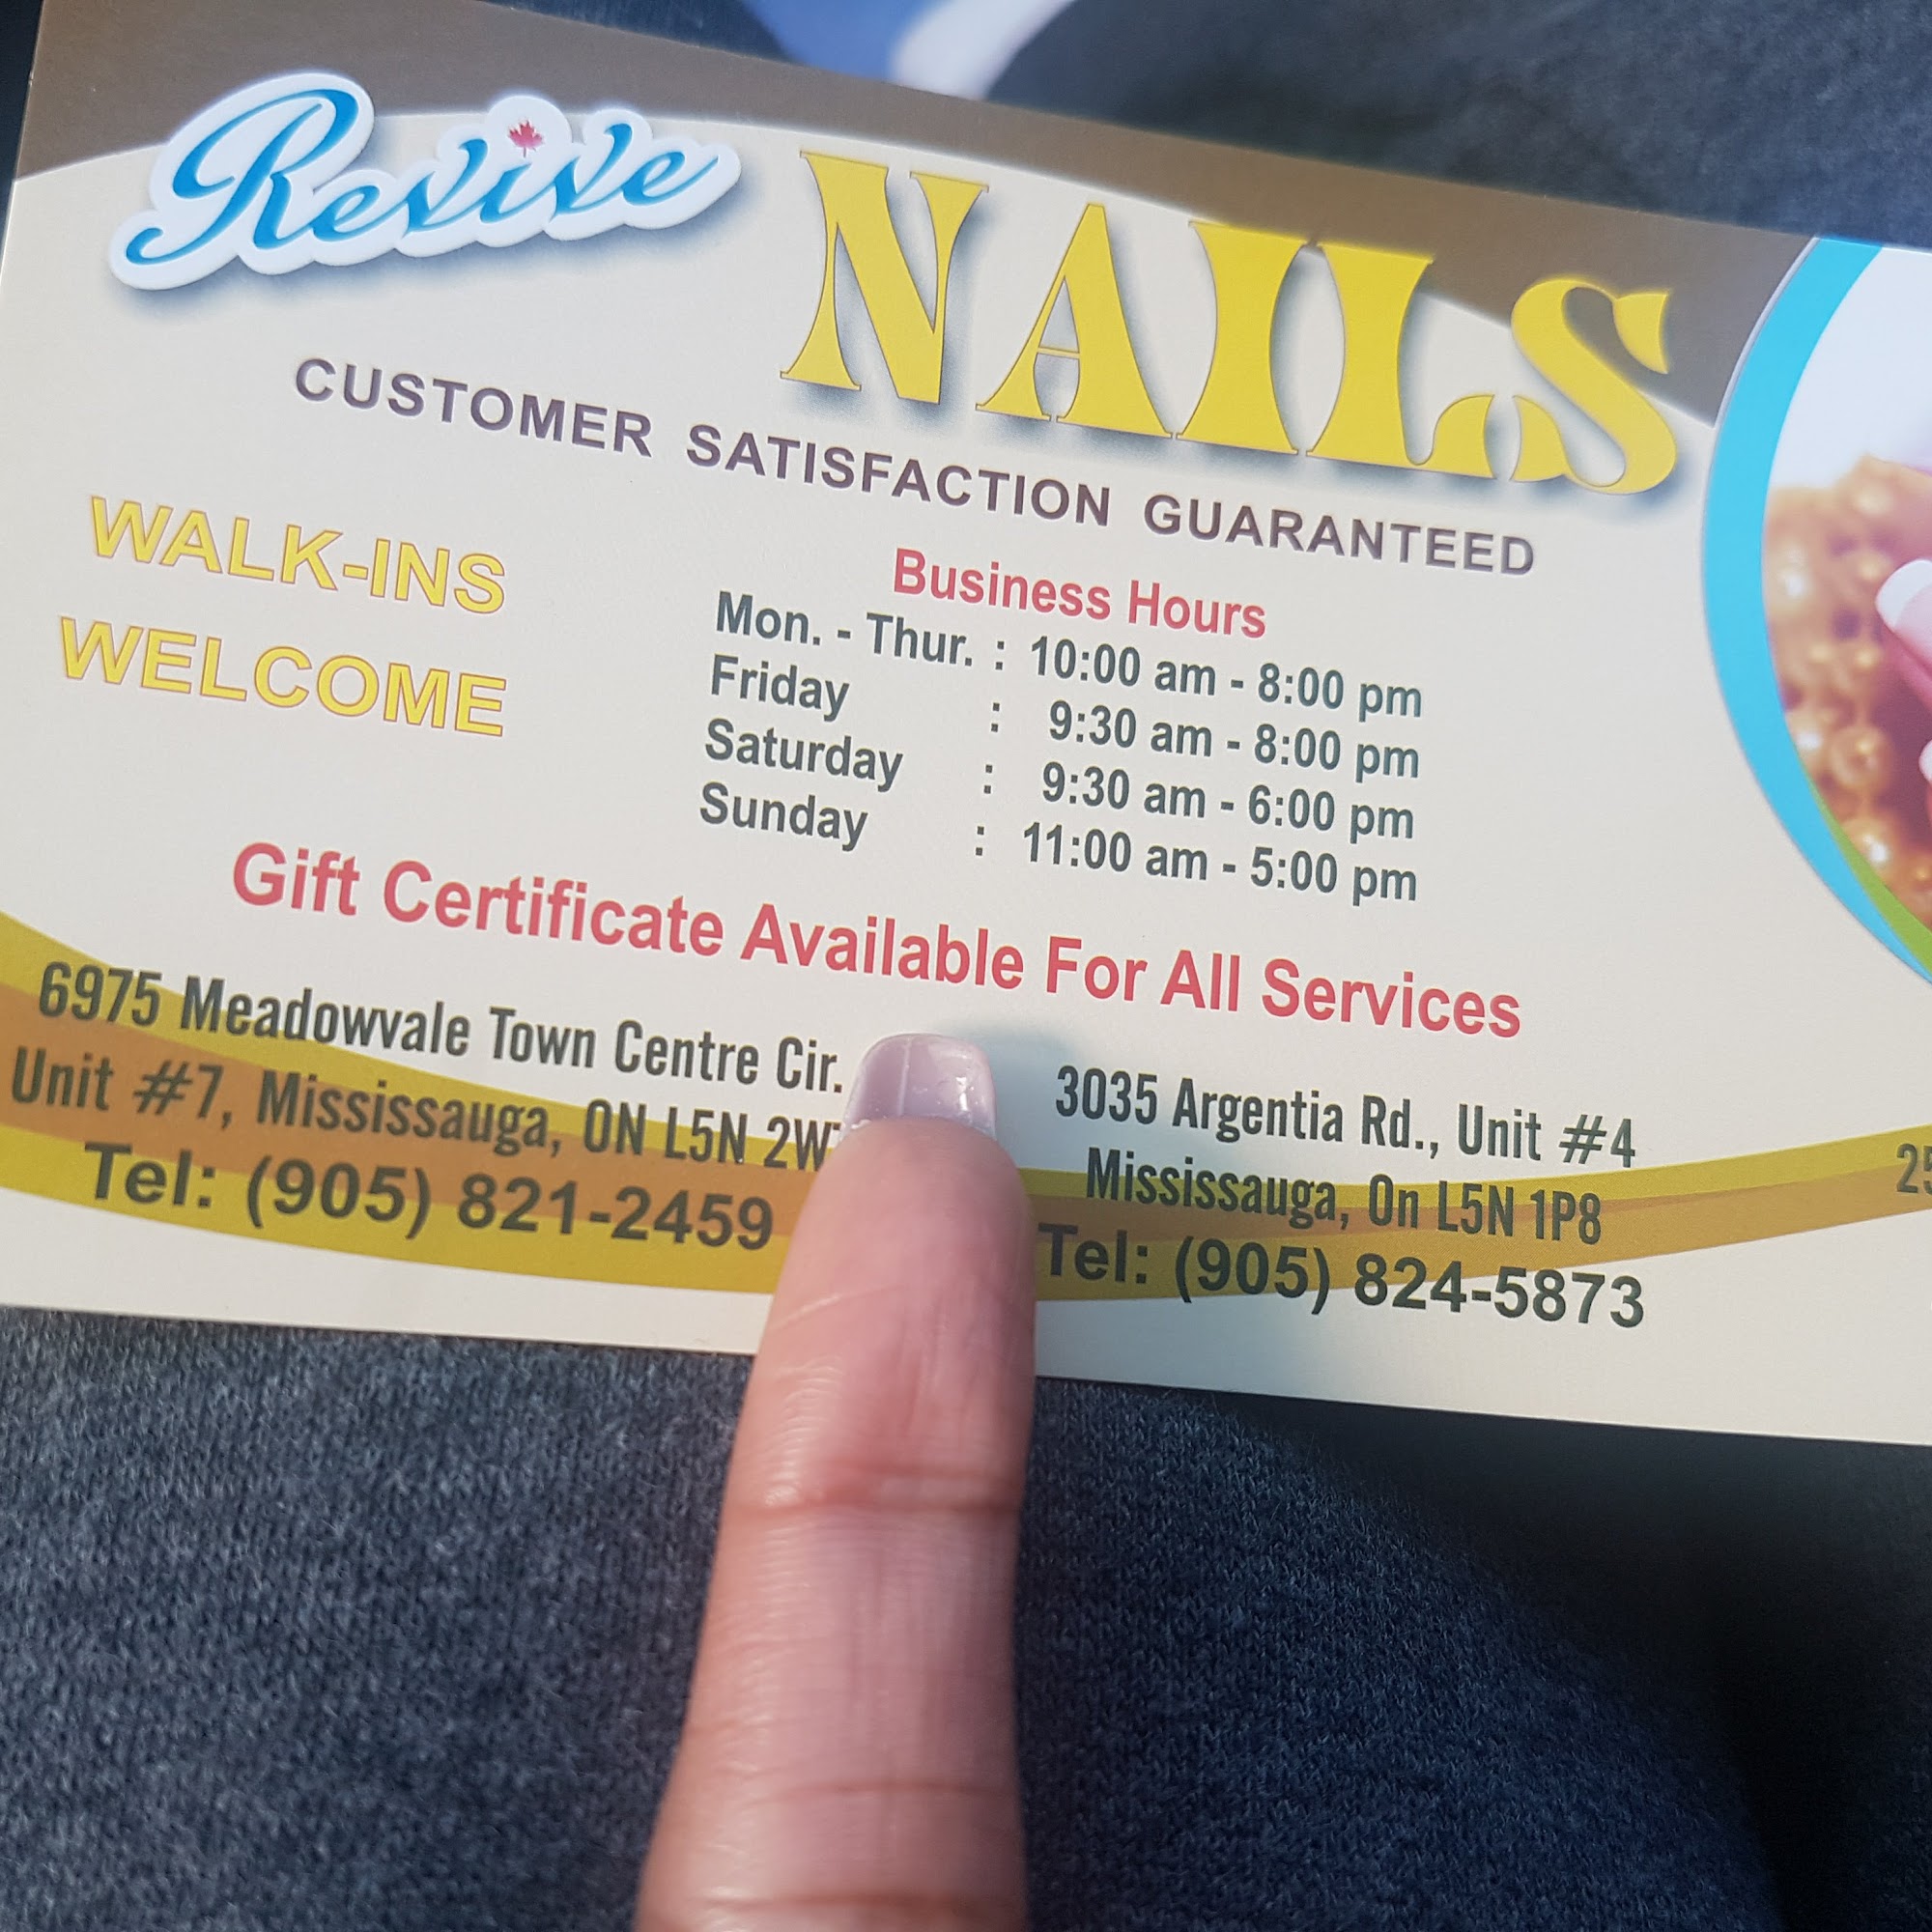 Revive NAILS
CUSTOMER SATISFACTION GUARANTEED
WALK-INS
WELCOME
Business Hours
Mon. - Thur. : 10:00 am - 8:00 pm
Friday : 9:30 am - 8:00 pm
Saturday : 9:30 am - 6:00 pm
Sunday : 11:00 am - 5:00 pm
Gift Certificate Available For All Services
6975 Meadowvale Town Centre Cir.
Unit #7, Mississauga, ON L5N
Tel: (905) 821-2459
3035 Argentia Rd., Unit #4
Mississauga, On L5N 1P8
Tel: (905) 824-5873